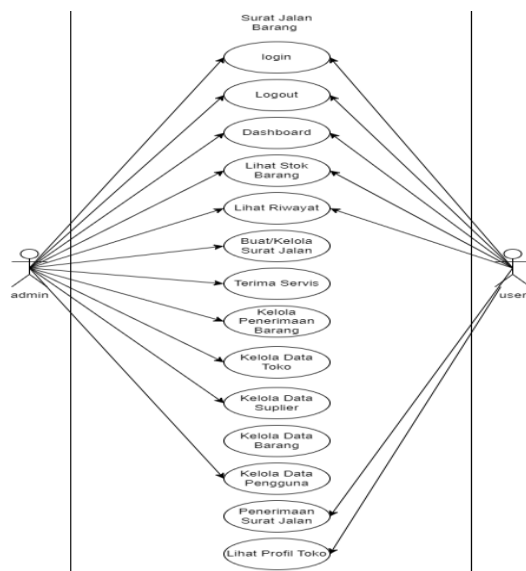 Surat Jalan
Barang
login
Logout
Dashboard
Lihat Stok
Barang
Lihat Riwayat
Buat/Kelola
Surat Jalan
admin
user
Terima Servis
Kelola
Penerimaan
Barang
Kelola Data
Toko
Kelola Data
Suplier
Kelola Data
Barang
Kelola Data
Pengguna
Penerimaan
Surat Jalan
Lihat Profil Toko